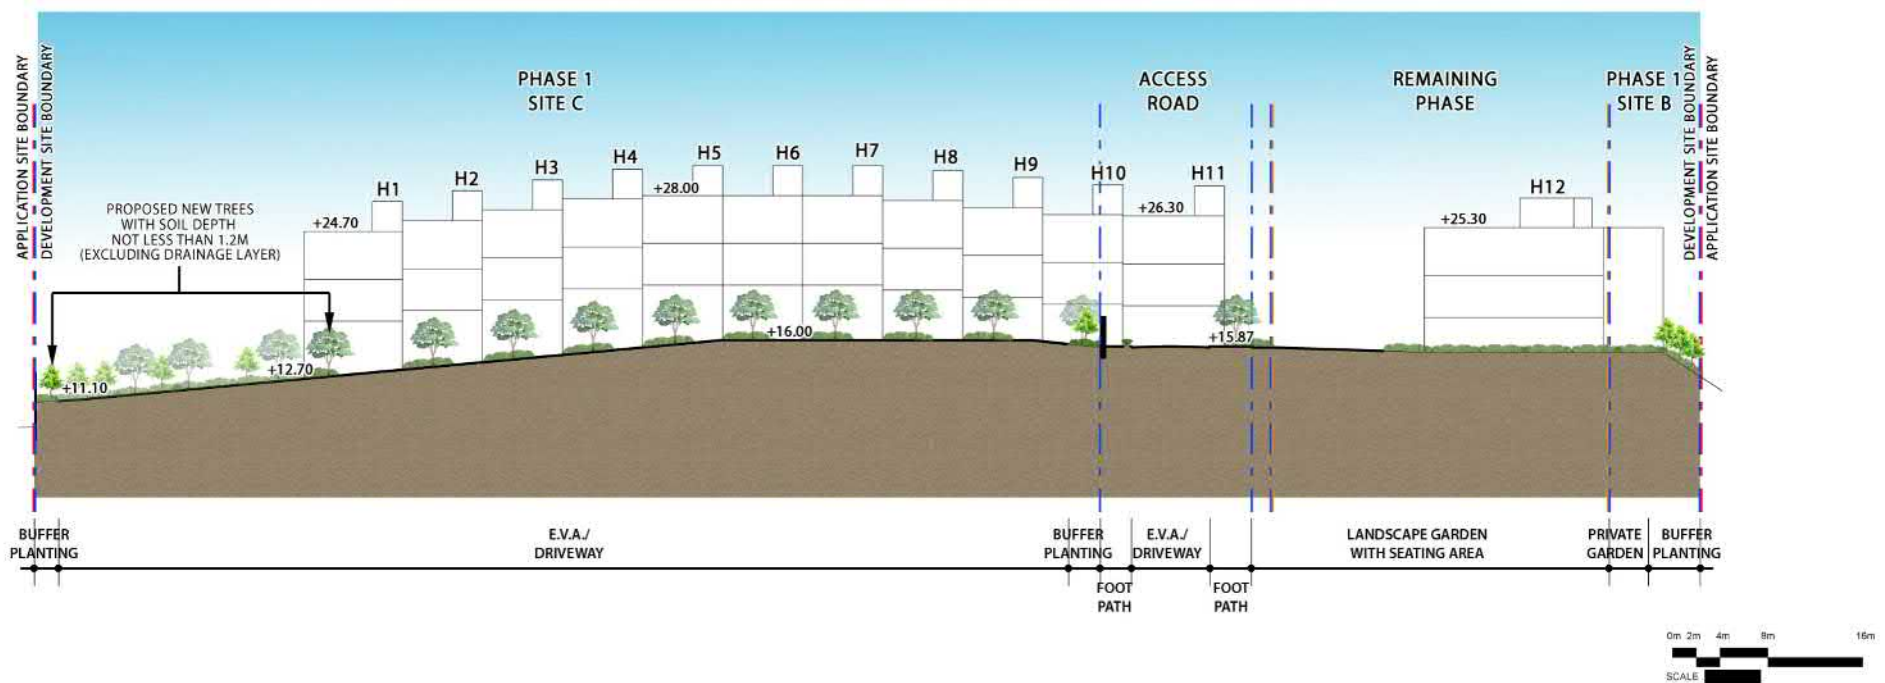 APPLICATION SITE BOUNDARY
DEVELOPMENT SITE BOUNDARY
PHASE 1
SITE C
ACCESS
ROAD
REMAINING
PHASE
PHASE 1
SITE B
DEVELOPMENT SITE BOUNDARY
APPLICATION SITE BOUNDARY
H1
H2
H3
H4
H5
H6
H7
H8
H9
H10
H11
H12
PROPOSED NEW TREES
WITH SOIL DEPTH
NOT LESS THAN 1.2M
(EXCLUDING DRAINAGE LAYER)
+24.70
+28.00
+26.30
+25.30
+11.10
+12.70
+16.00
+15.87
BUFFER
PLANTING
E.V.A./
DRIVEWAY
BUFFER
PLANTING
FOOT
PATH
E.V.A./
DRIVEWAY
FOOT
PATH
LANDSCAPE GARDEN
WITH SEATING AREA
PRIVATE
GARDEN
BUFFER
PLANTING
0m 2m 4m 8m 16m
SCALE